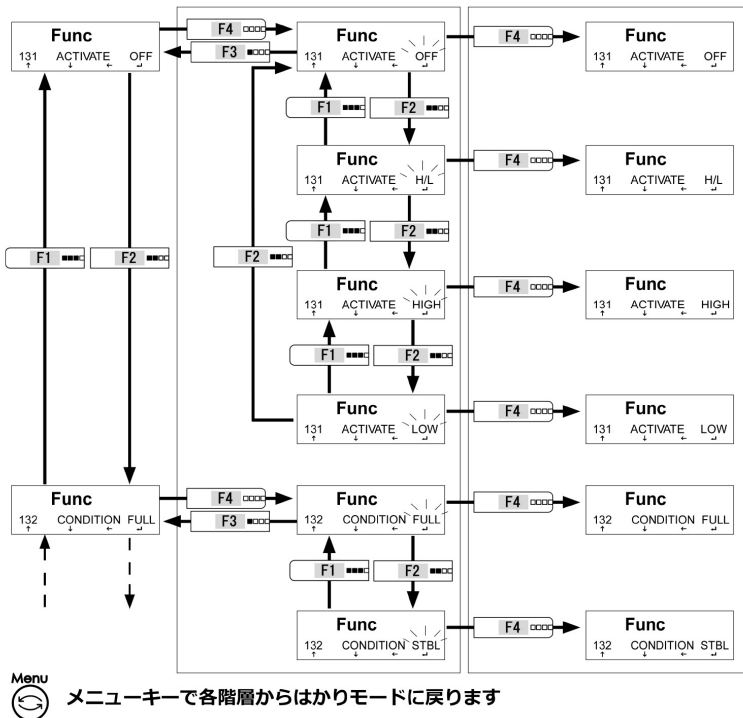 F4
F4
Func
Func
Func
F3
131 ACTIVATE OFF
131 ACTIVATE OFF
131 ACTIVATE OFF
↑ ↓ ← ↵
↑ ↓ ← ↵
↑ ↓ ← ↵
F1
F2
Func
F4
Func
131 ACTIVATE H/L
131 ACTIVATE H/L
↑ ↓ ← ↵
↑ ↓ ← ↵
F1
F2
F1
F2
F2
Func
F4
Func
131 ACTIVATE HIGH
131 ACTIVATE HIGH
↑ ↓ ← ↵
↑ ↓ ← ↵
F1
F2
Func
F4
Func
131 ACTIVATE LOW
131 ACTIVATE LOW
↑ ↓ ← ↵
↑ ↓ ← ↵
Func
F4
Func
F4
Func
F3
132 CONDITION FULL
132 CONDITION FULL
132 CONDITION FULL
↑ ↓ ← ↵
↑ ↓ ← ↵
↑ ↓ ← ↵
F1
F2
Func
F4
Func
132 CONDITION STBL
132 CONDITION STBL
↑ ↓ ← ↵
↑ ↓ ← ↵
Menu
メニューキーで各階層からはかりモードに戻ります